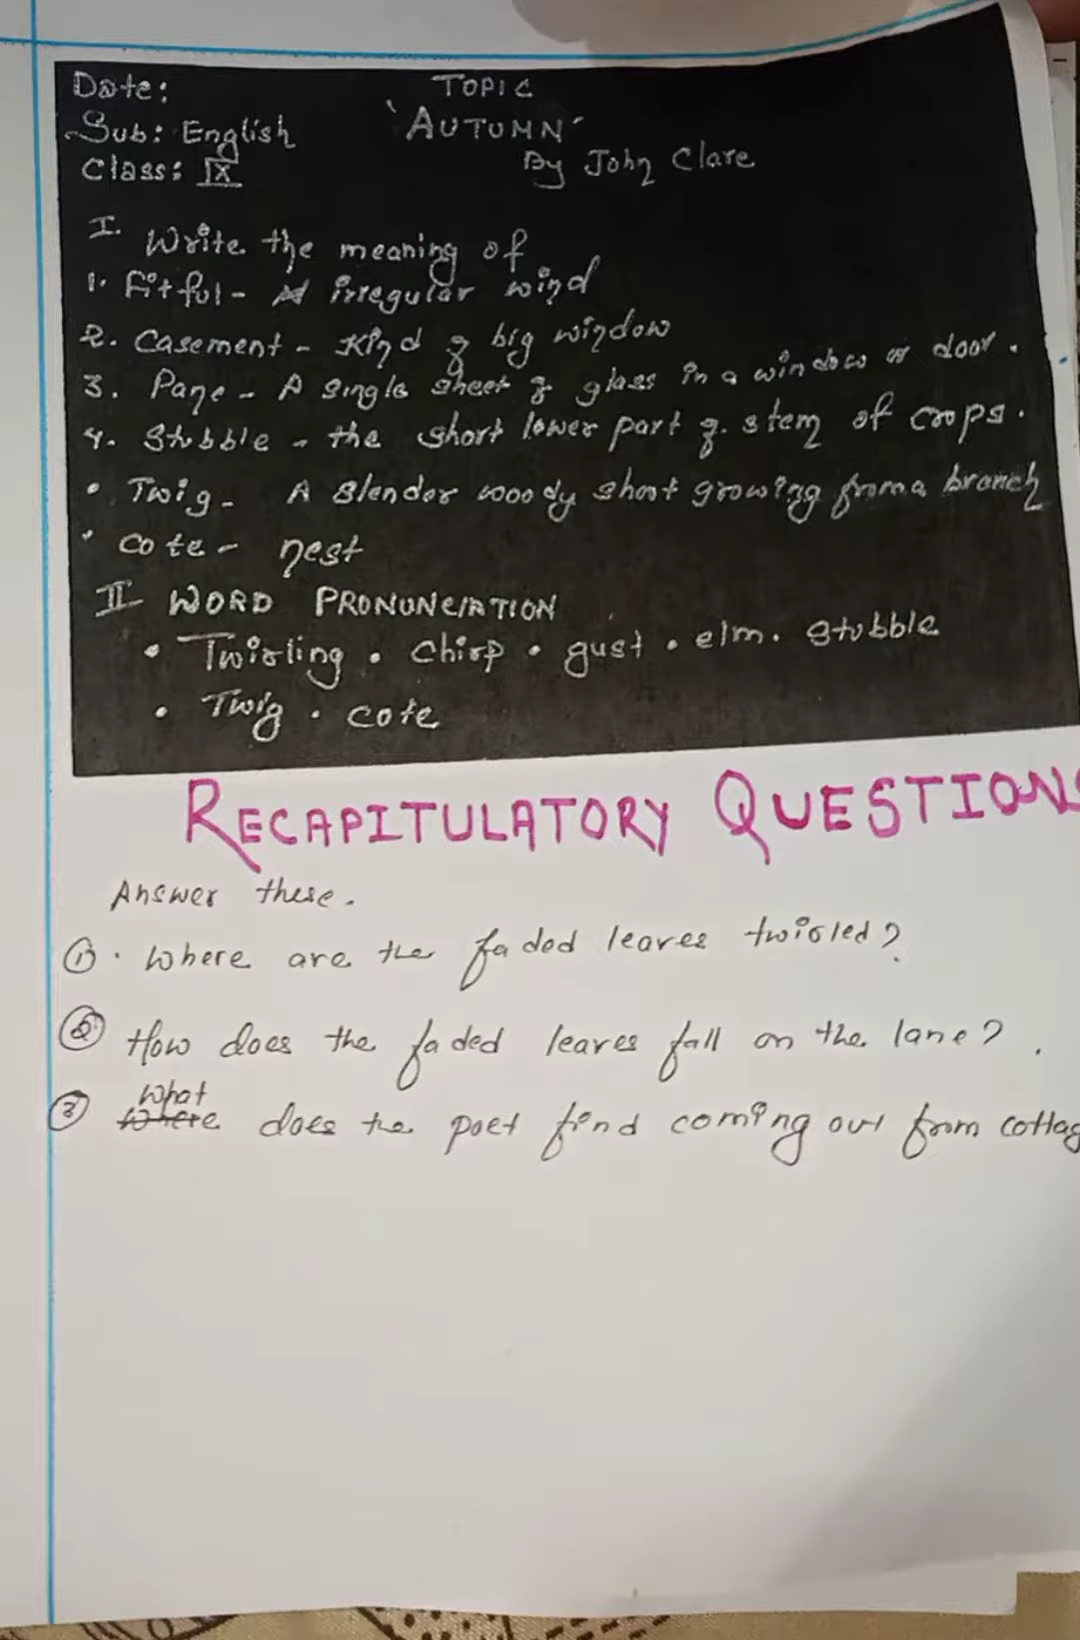 Date:
TOPIC
Sub: English
'AUTUMN'
Class: IX
By John Clare
I. Write the meaning of
1. Fitful - irregular wind
2. Casement - Kind of big window
3. Pane - A single sheet of glass in a window or door.
4. Stubble - the short lower part of stem of crops.
• Twig - A slender woody shoot growing from a branch
• cote - nest
II WORD PRONUNCIATION
• Twirling • chirp • gust • elm. stubble
• Twig • cote
RECAPITULATORY QUESTIONS
Answer these.
① . Where are the faded leaves twirled?
② How does the faded leaves fall on the lane? .
What
③ Where does the poet find coming out from cottag